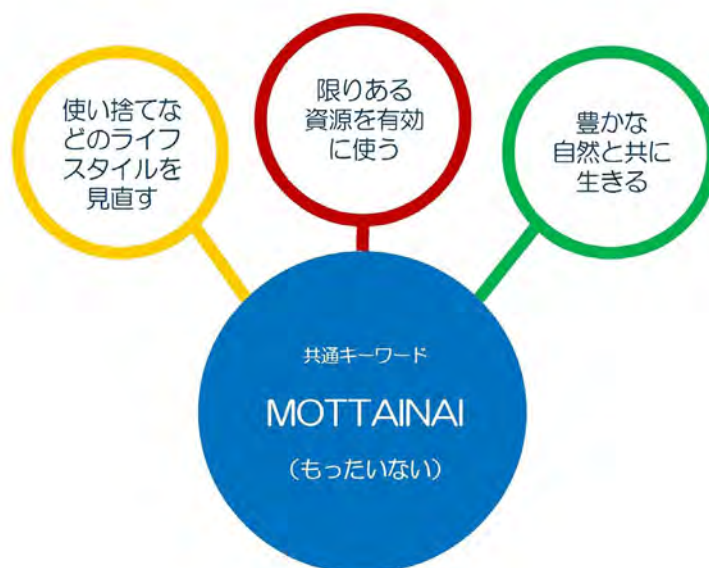 使い捨てな
どのライフ
スタイルを
見直す
限りある
資源を有効
に使う
豊かな
自然と共に
生きる
共通キーワード
MOTTAINAI
（もったいない）